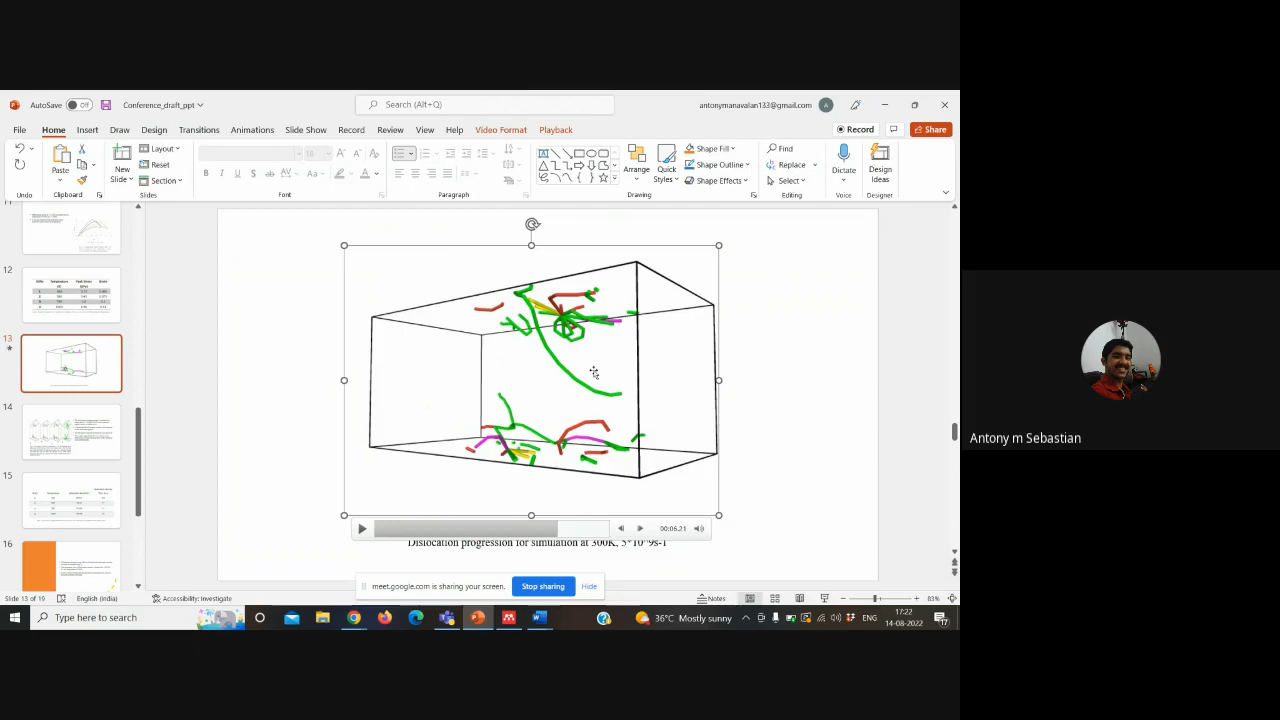 AutoSave Off Conference_draft_ppt Search (Alt+Q) antonymanavalan133@gmail.com A
File Home Insert Draw Design Transitions Animations Slide Show Record Review View Help Video Format Playback Record Share
Paste New Slide Layout Reset Section 18 Arrange Quick Styles Shape Fill Shape Outline Shape Effects Find Replace Select Dictate Design Ideas
Undo Clipboard Slides Font Paragraph Drawing Editing Voice Designer
12
13
14
15
16
00:06.21
Dislocation progression for simulation at 300K, 5*10^9s-1
meet.google.com is sharing your screen. Stop sharing Hide
Slide 13 of 19 English (India) Accessibility: Investigate Notes 83%
Type here to search 36°C Mostly sunny ENG 17:22 14-08-2022 17
Antony m Sebastian